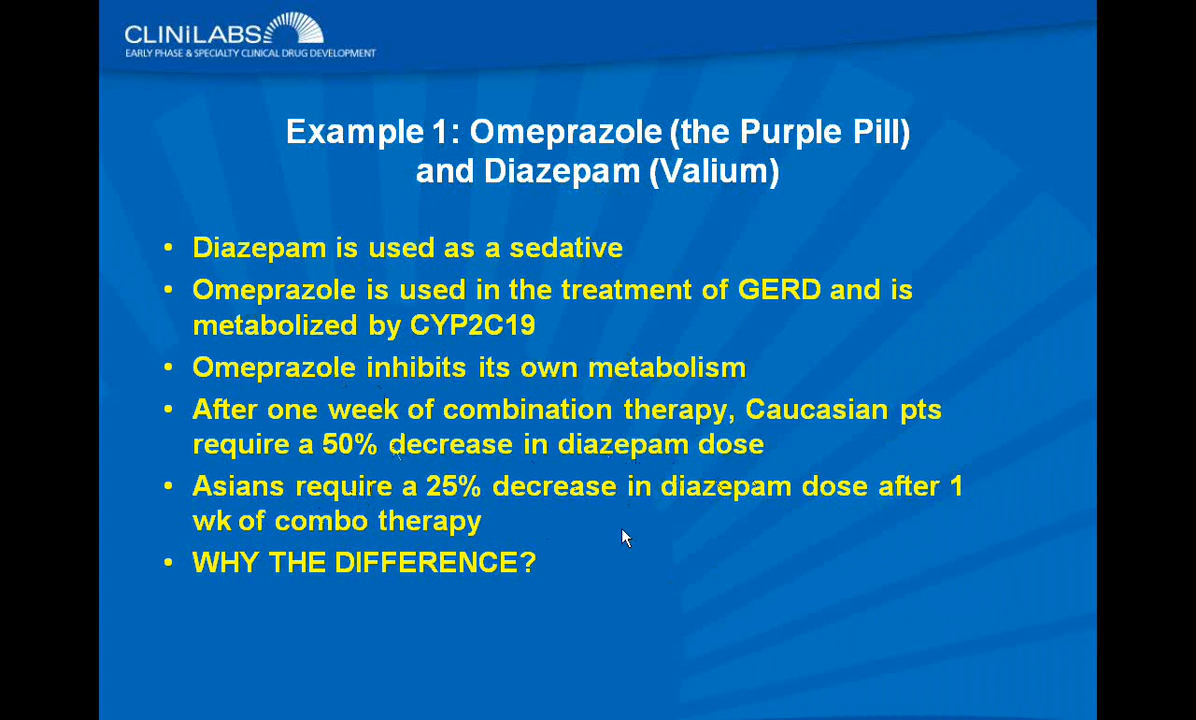 CLINiLABS
EARLY PHASE & SPECIALTY CLINICAL DRUG DEVELOPMENT
Example 1: Omeprazole (the Purple Pill)
and Diazepam (Valium)
• Diazepam is used as a sedative
• Omeprazole is used in the treatment of GERD and is
metabolized by CYP2C19
• Omeprazole inhibits its own metabolism
• After one week of combination therapy, Caucasian pts
require a 50% decrease in diazepam dose
• Asians require a 25% decrease in diazepam dose after 1
wk of combo therapy
• WHY THE DIFFERENCE?